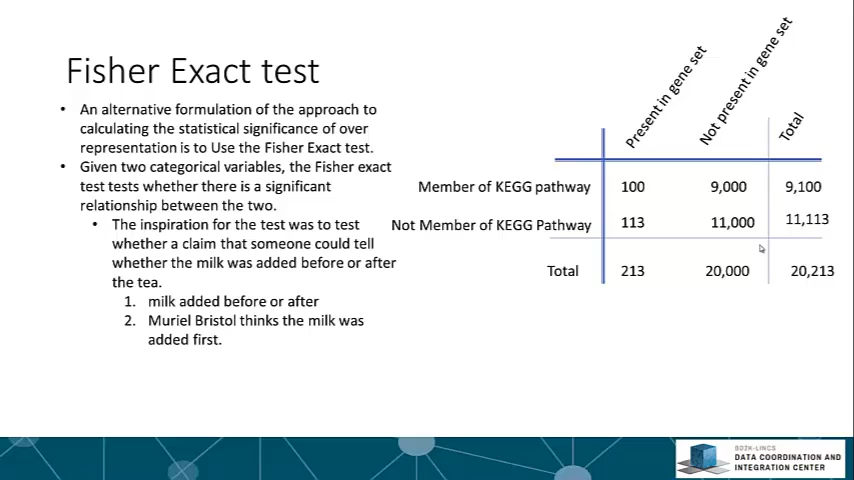 Fisher Exact test
• An alternative formulation of the approach to
calculating the statistical significance of over
representation is to Use the Fisher Exact test.
• Given two categorical variables, the Fisher exact
test tests whether there is a significant
relationship between the two.
• The inspiration for the test was to test
whether a claim that someone could tell
whether the milk was added before or after
the tea.
1. milk added before or after
2. Muriel Bristol thinks the milk was
added first.
Present in gene set
Not present in gene set
Total
Member of KEGG pathway 100 9,000 9,100
Not Member of KEGG Pathway 113 11,000 11,113
Total 213 20,000 20,213
BD2K-LINCS
DATA COORDINATION AND
INTEGRATION CENTER